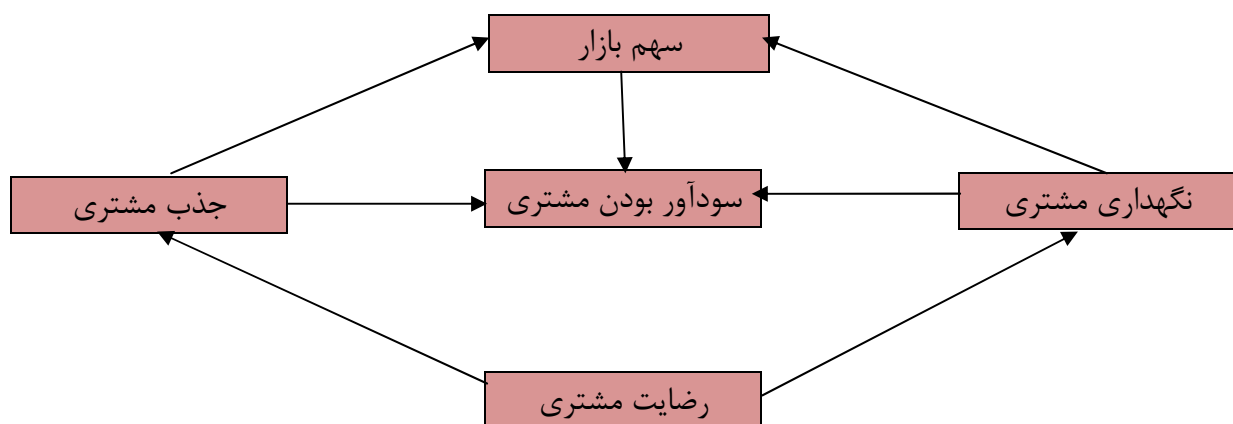 سهم بازار
نگهداری مشتری
سودآور بودن مشتری
جذب مشتری
رضایت مشتری